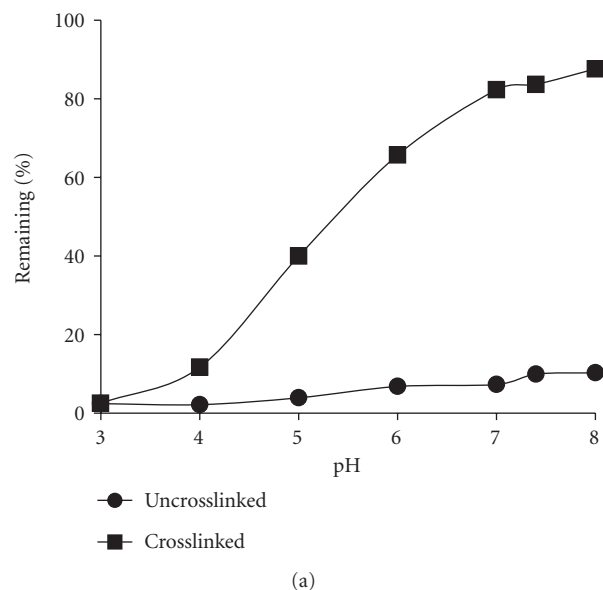 100
80
60
40
20
0
Remaining (%)
3 4 5 6 7 8
pH
Uncrosslinked
Crosslinked
(a)